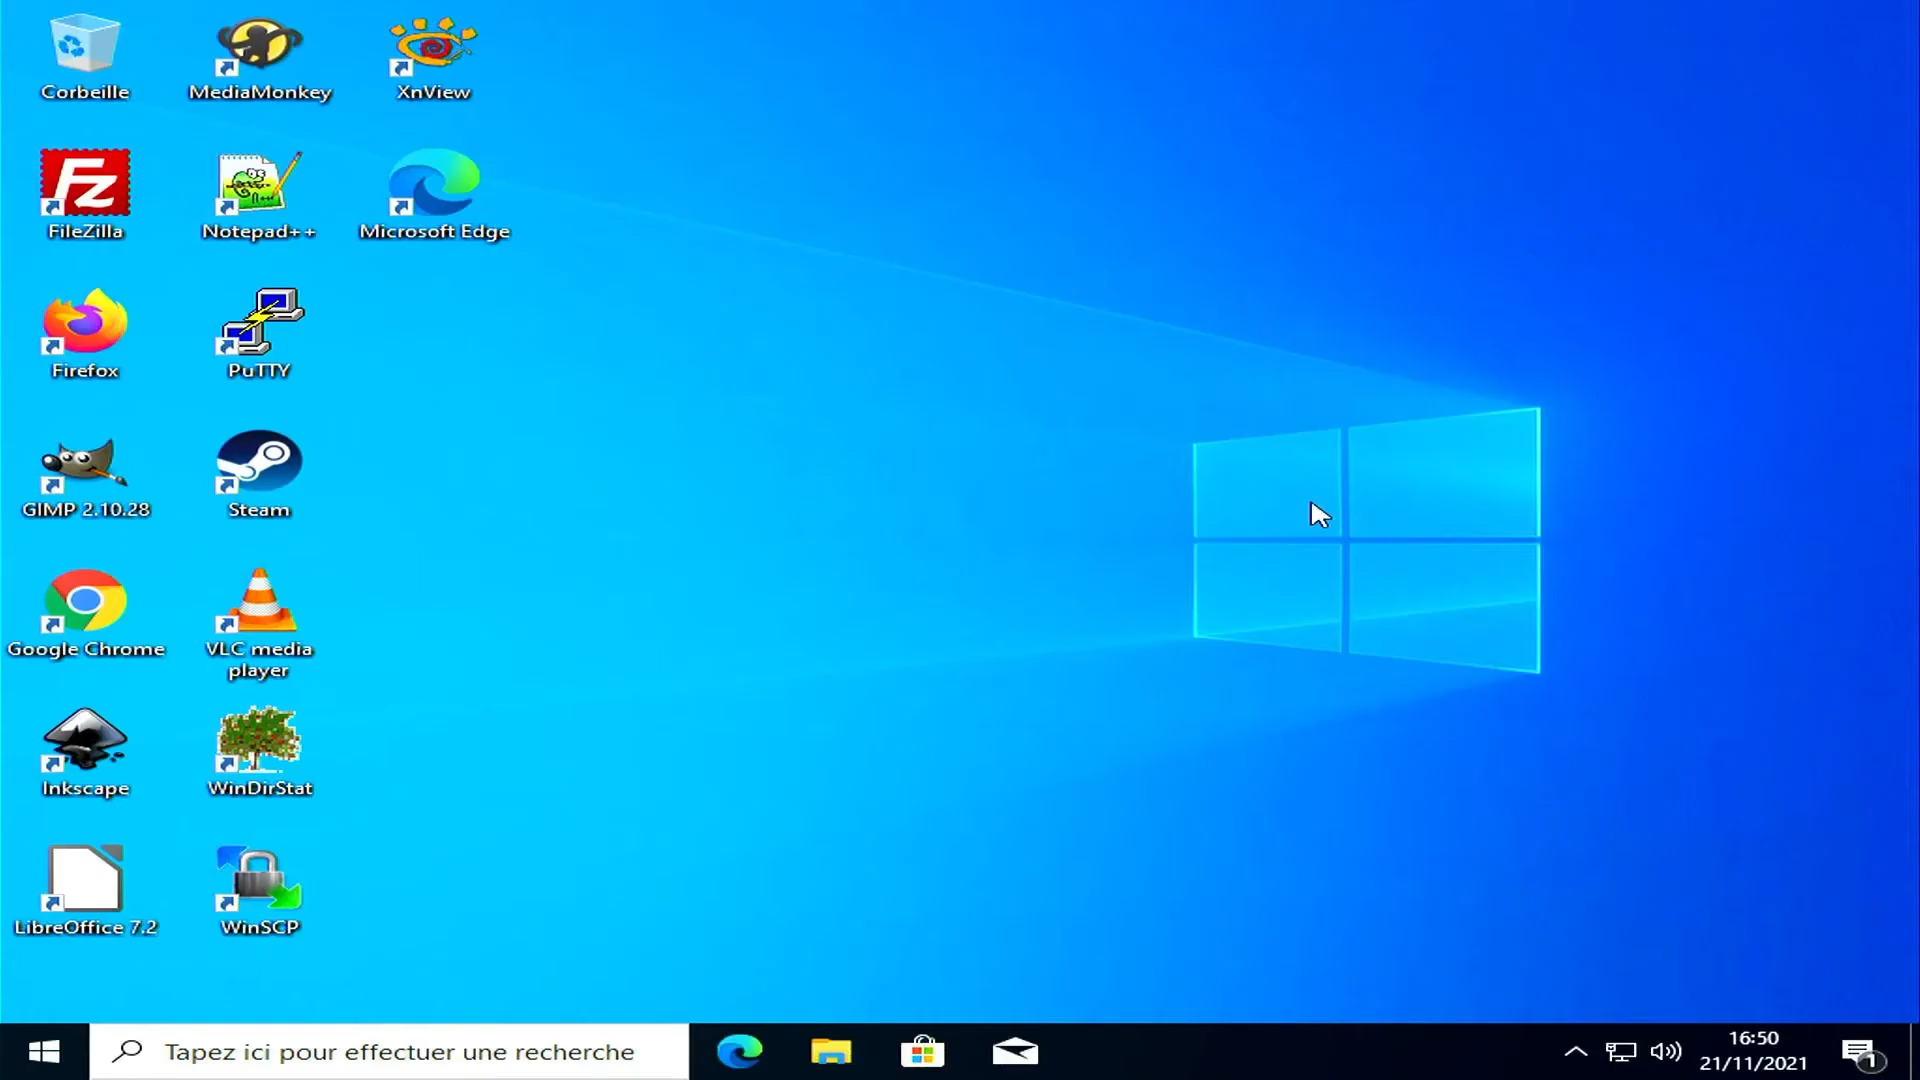 Corbeille
MediaMonkey
XnView
FileZilla
Notepad++
Microsoft Edge
Firefox
PuTTY
GIMP 2.10.28
Steam
Google Chrome
VLC media
player
Inkscape
WinDirStat
LibreOffice 7.2
WinSCP
Tapez ici pour effectuer une recherche
16:50
21/11/2021
1